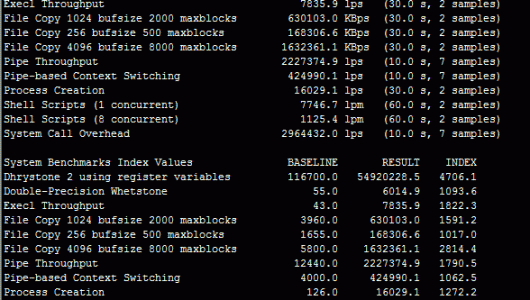 Execl Throughput 7835.9 lps (30.0 s, 2 samples)
File Copy 1024 bufsize 2000 maxblocks 630103.0 KBps (30.0 s, 2 samples)
File Copy 256 bufsize 500 maxblocks 168306.6 KBps (30.0 s, 2 samples)
File Copy 4096 bufsize 8000 maxblocks 1632361.1 KBps (30.0 s, 2 samples)
Pipe Throughput 2227374.9 lps (10.0 s, 7 samples)
Pipe-based Context Switching 424990.1 lps (10.0 s, 7 samples)
Process Creation 16029.1 lps (30.0 s, 2 samples)
Shell Scripts (1 concurrent) 7746.7 lpm (60.0 s, 2 samples)
Shell Scripts (8 concurrent) 1125.4 lpm (60.0 s, 2 samples)
System Call Overhead 2964432.0 lps (10.0 s, 7 samples)
System Benchmarks Index Values BASELINE RESULT INDEX
Dhrystone 2 using register variables 116700.0 54920228.5 4706.1
Double-Precision Whetstone 55.0 6014.9 1093.6
Execl Throughput 43.0 7835.9 1822.3
File Copy 1024 bufsize 2000 maxblocks 3960.0 630103.0 1591.2
File Copy 256 bufsize 500 maxblocks 1655.0 168306.6 1017.0
File Copy 4096 bufsize 8000 maxblocks 5800.0 1632361.1 2814.4
Pipe Throughput 12440.0 2227374.9 1790.5
Pipe-based Context Switching 4000.0 424990.1 1062.5
Process Creation 126.0 16029.1 1272.2